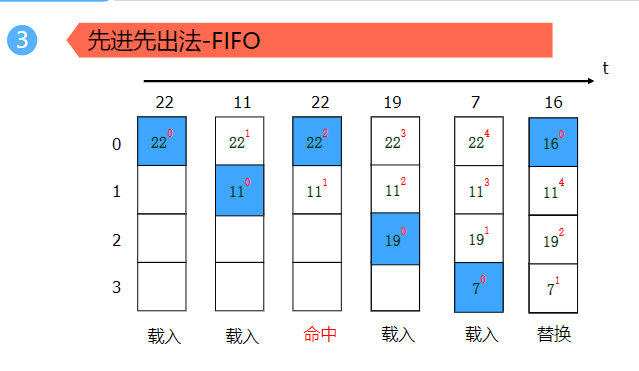 3 先进先出法-FIFO
t
22 11 22 19 7 16
0 22⁰ 22¹ 22² 22³ 22⁴ 16⁰
1 11⁰ 11¹ 11² 11³ 11⁴
2 19⁰ 19¹ 19²
3 7⁰ 7¹
载入 载入 命中 载入 载入 替换